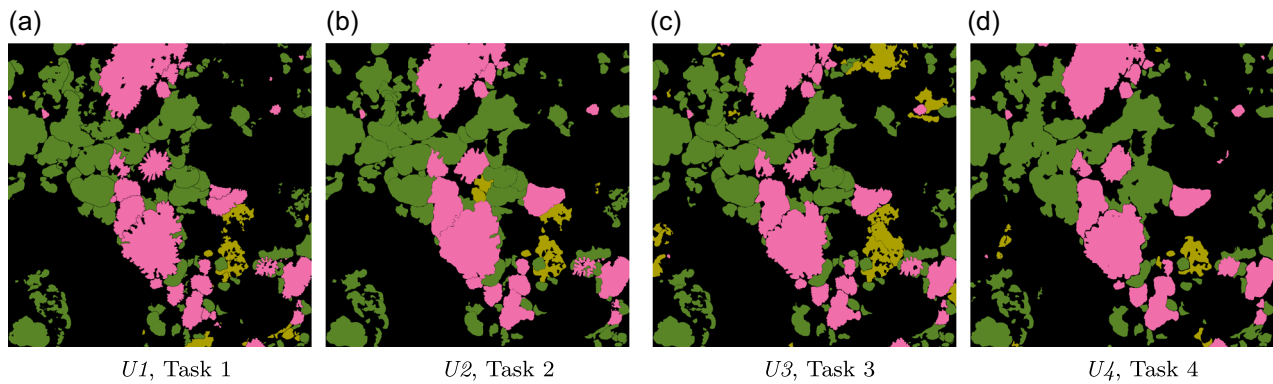 (a) (b) (c) (d)
U1, Task 1 U2, Task 2 U3, Task 3 U4, Task 4